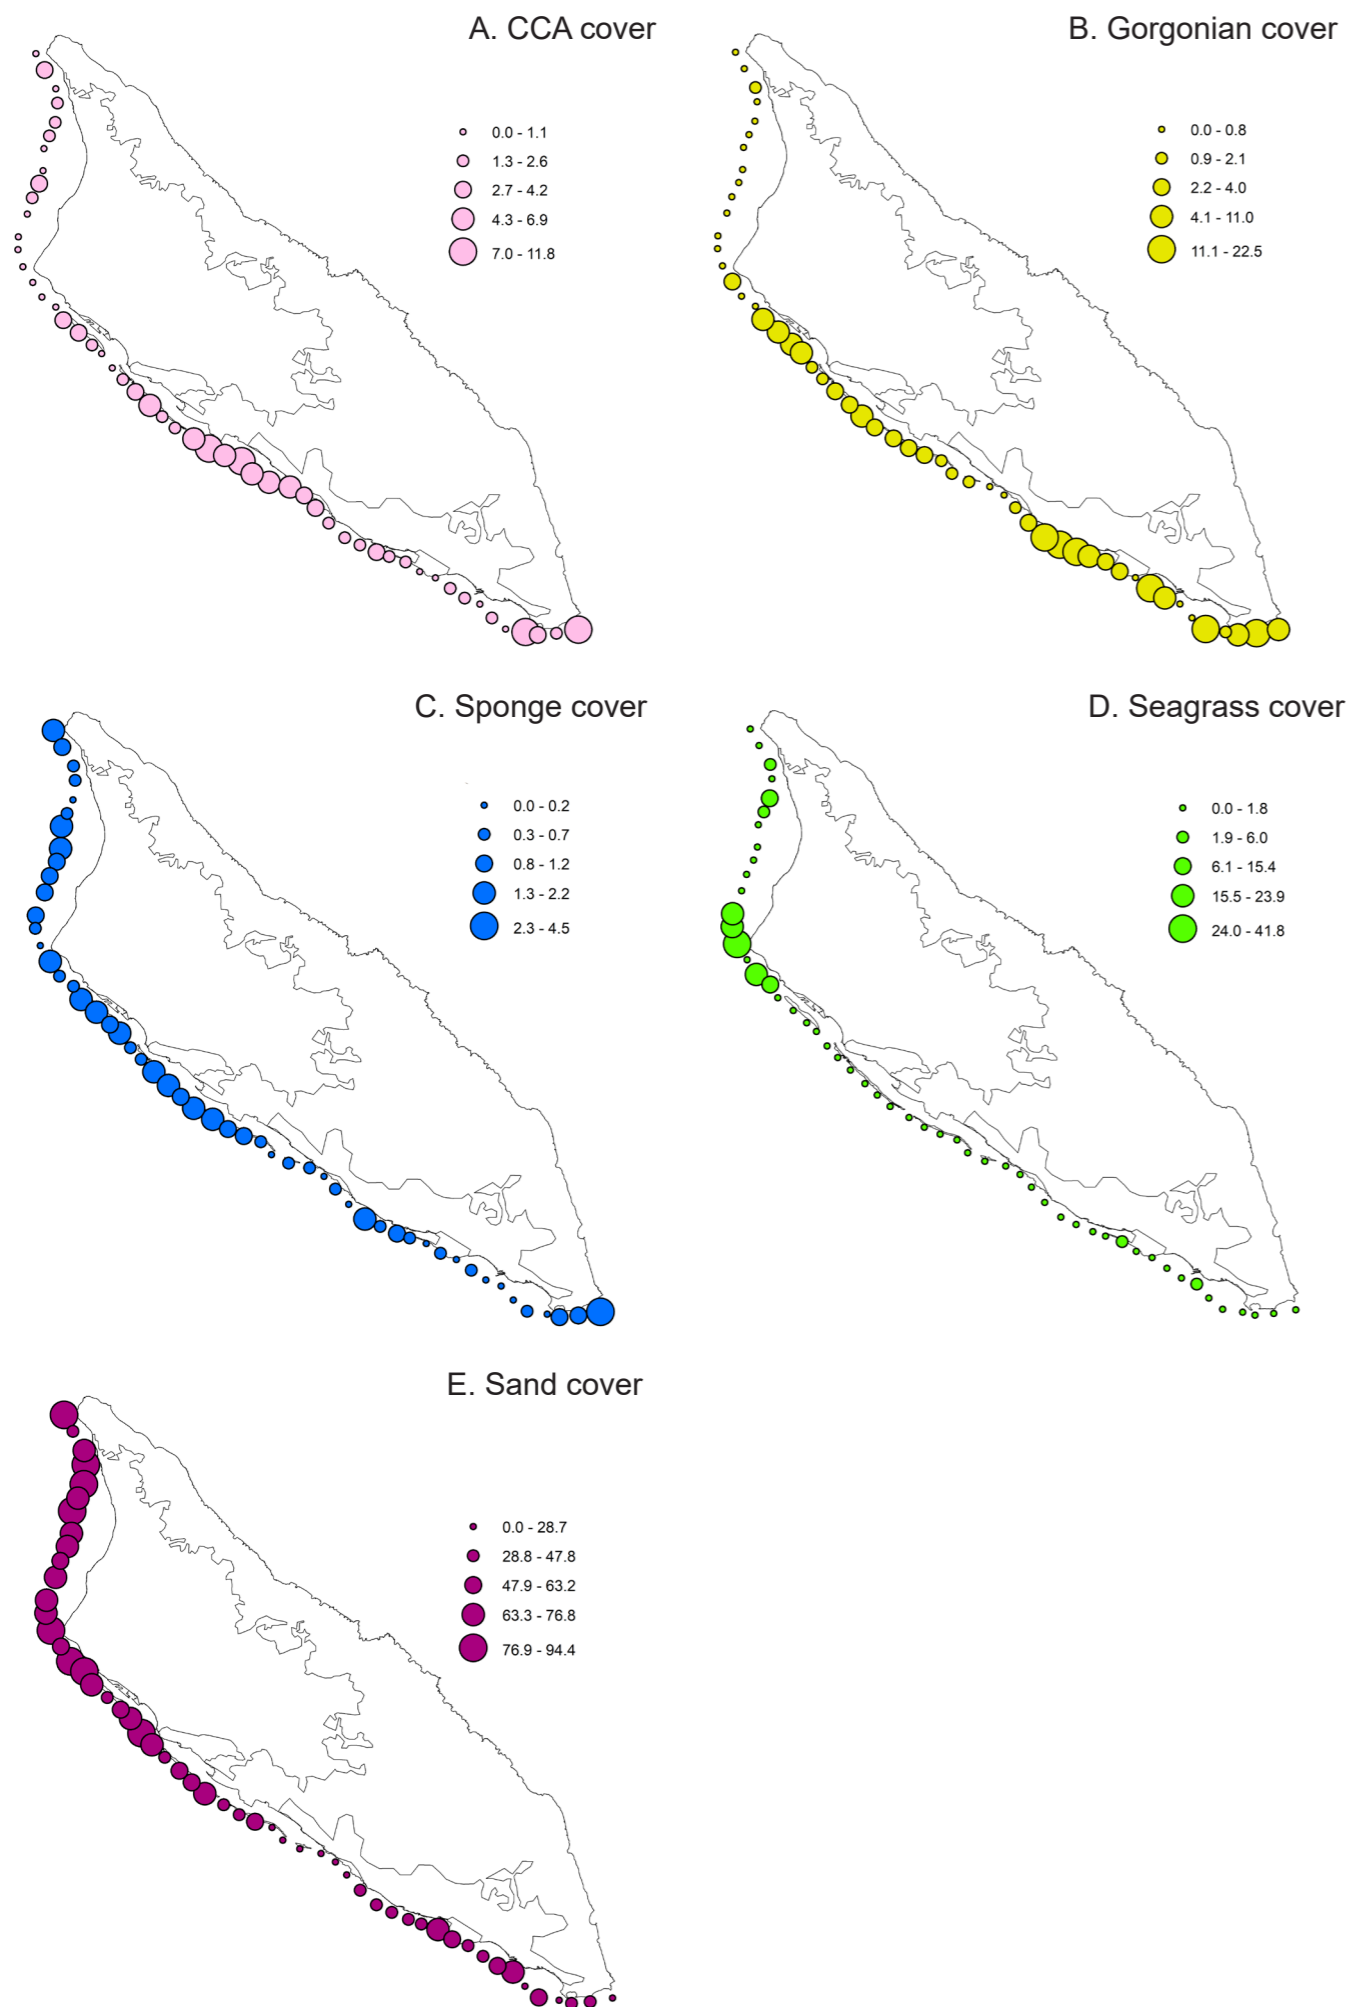 A. CCA cover
0.0 - 1.1
1.3 - 2.6
2.7 - 4.2
4.3 - 6.9
7.0 - 11.8
B. Gorgonian cover
0.0 - 0.8
0.9 - 2.1
2.2 - 4.0
4.1 - 11.0
11.1 - 22.5
C. Sponge cover
0.0 - 0.2
0.3 - 0.7
0.8 - 1.2
1.3 - 2.2
2.3 - 4.5
D. Seagrass cover
0.0 - 1.8
1.9 - 6.0
6.1 - 15.4
15.5 - 23.9
24.0 - 41.8
E. Sand cover
0.0 - 28.7
28.8 - 47.8
47.9 - 63.2
63.3 - 76.8
76.9 - 94.4